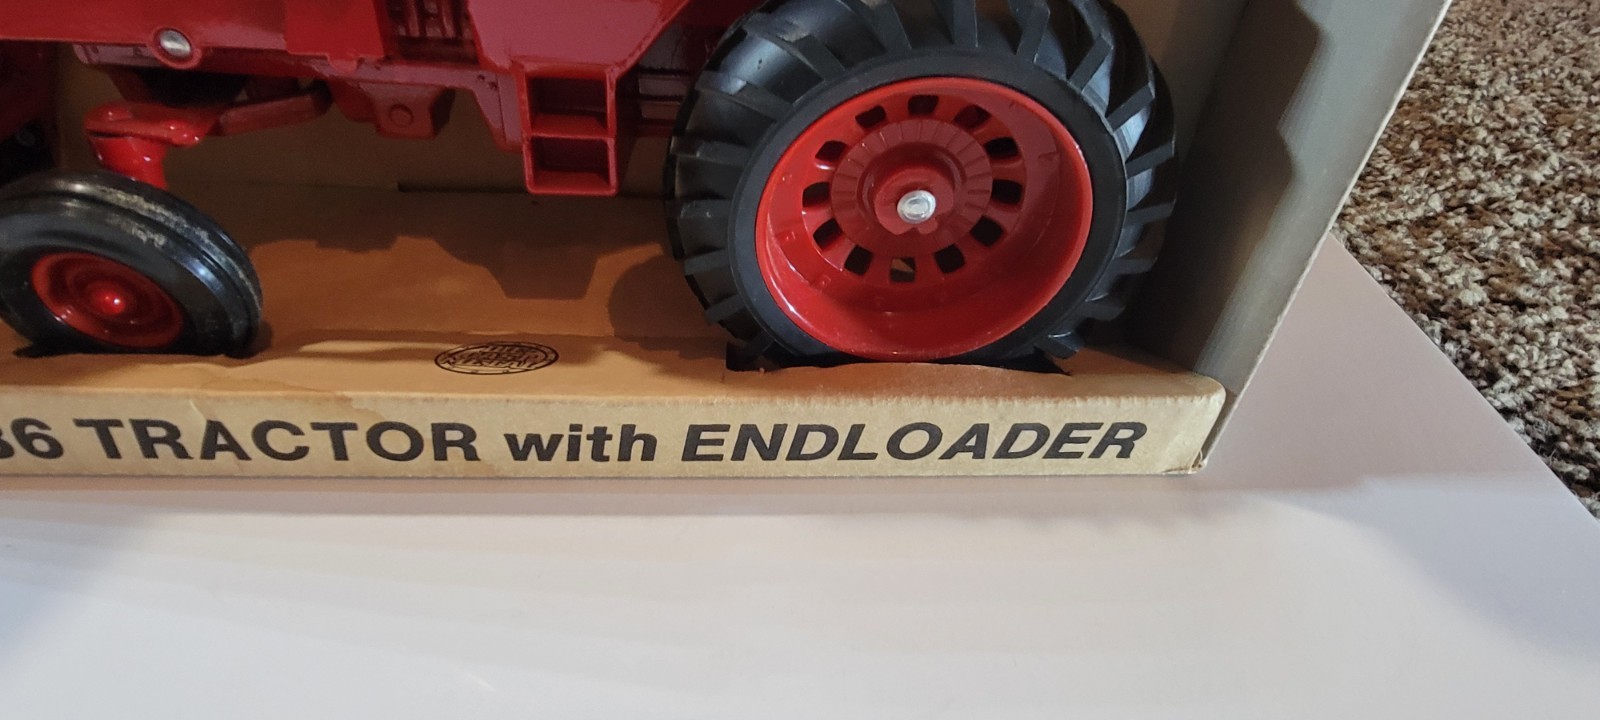 86 TRACTOR with ENDLOADER